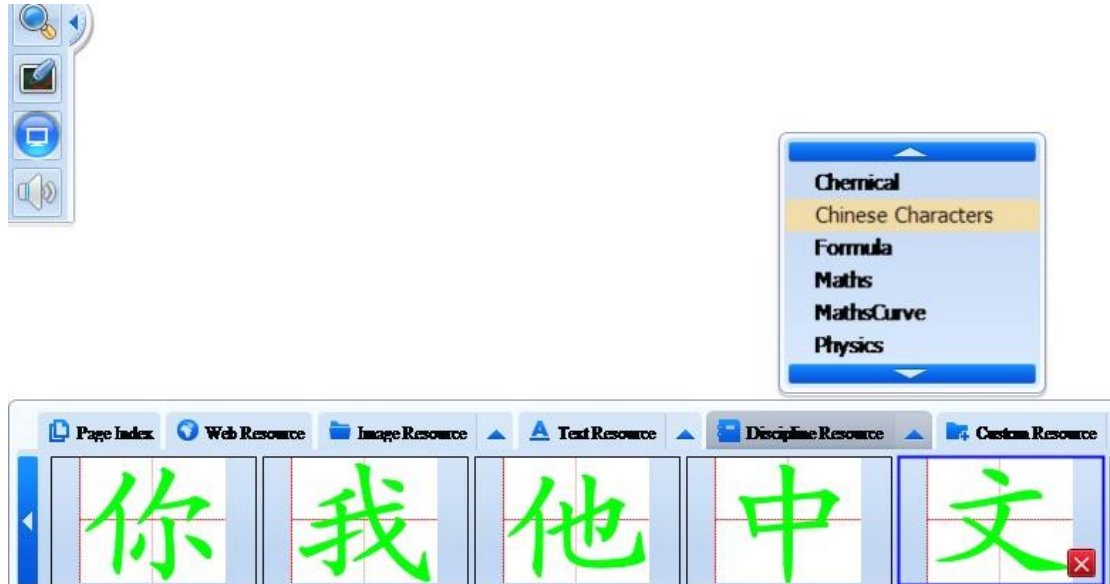 Chemical
Chinese Characters
Formula
Maths
MathsCurve
Physics
Page Index Web Resource Image Resource Text Resource Discipline Resource Custom Resource
你 我 他 中 文